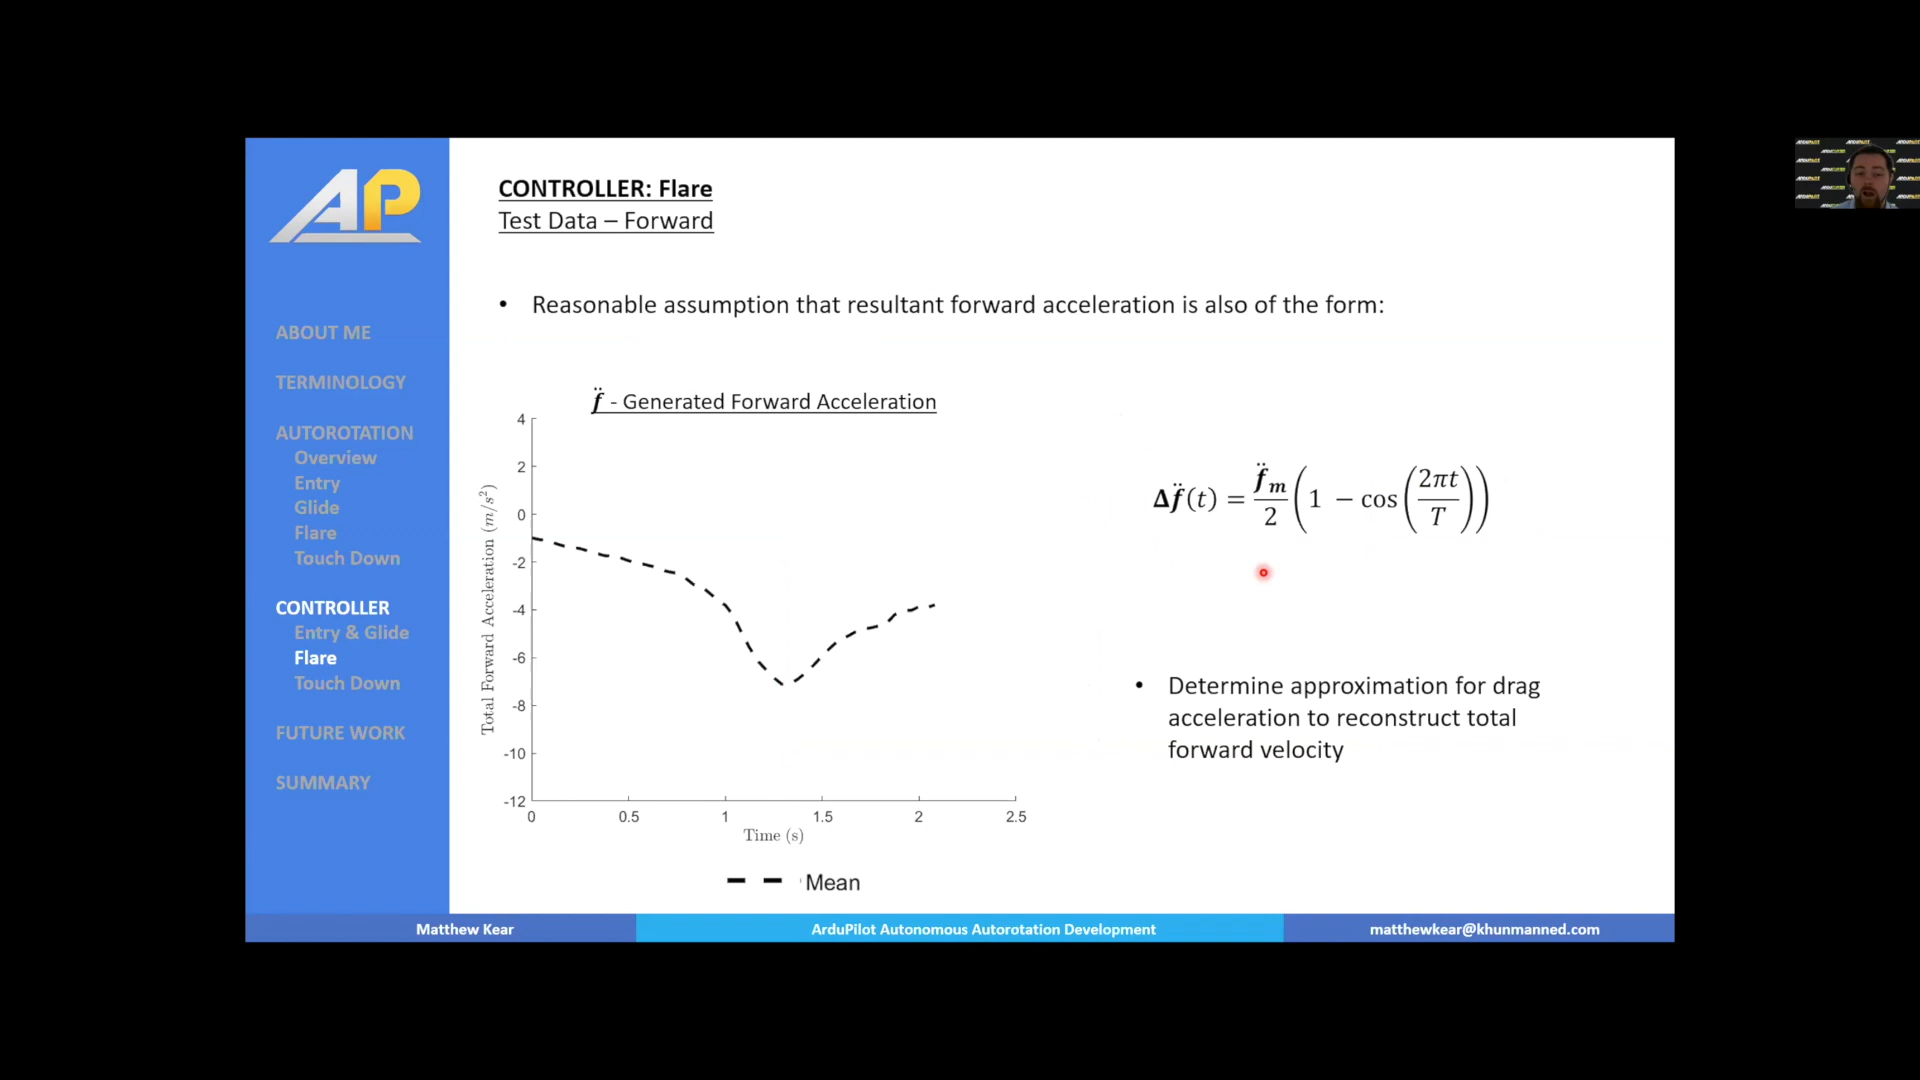 AP
ABOUT ME
TERMINOLOGY
AUTOROTATION
Overview
Entry
Glide
Flare
Touch Down
CONTROLLER
Entry & Glide
Flare
Touch Down
FUTURE WORK
SUMMARY
CONTROLLER: Flare
Test Data – Forward
• Reasonable assumption that resultant forward acceleration is also of the form:
f̈ - Generated Forward Acceleration
Total Forward Acceleration (m/s²)
4
2
0
-2
-4
-6
-8
-10
-12
0 0.5 1 1.5 2 2.5
Time (s)
Mean
Δf̈(t) = f̈m/2 (1 − cos(2πt/T))
• Determine approximation for drag
acceleration to reconstruct total
forward velocity
Matthew Kear
ArduPilot Autonomous Autorotation Development
matthewkear@khunmanned.com